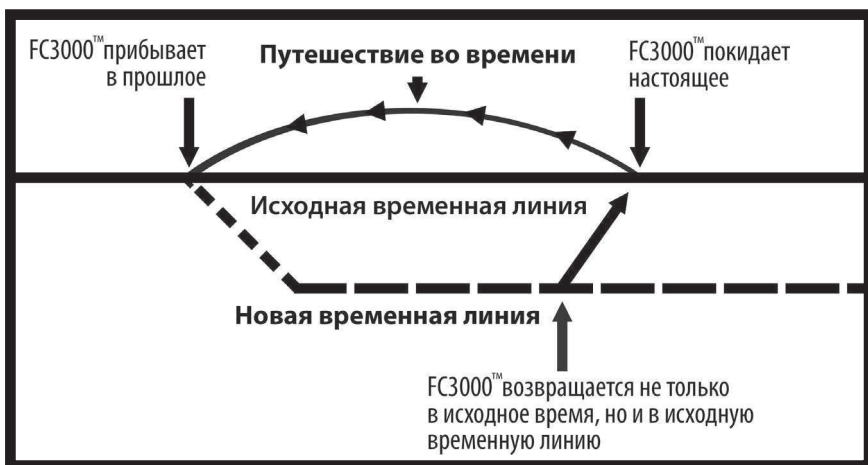 FC3000™ прибывает
в прошлое
Путешествие во времени
FC3000™ покидает
настоящее
Исходная временная линия
Новая временная линия
FC3000™ возвращается не только
в исходное время, но и в исходную
временную линию